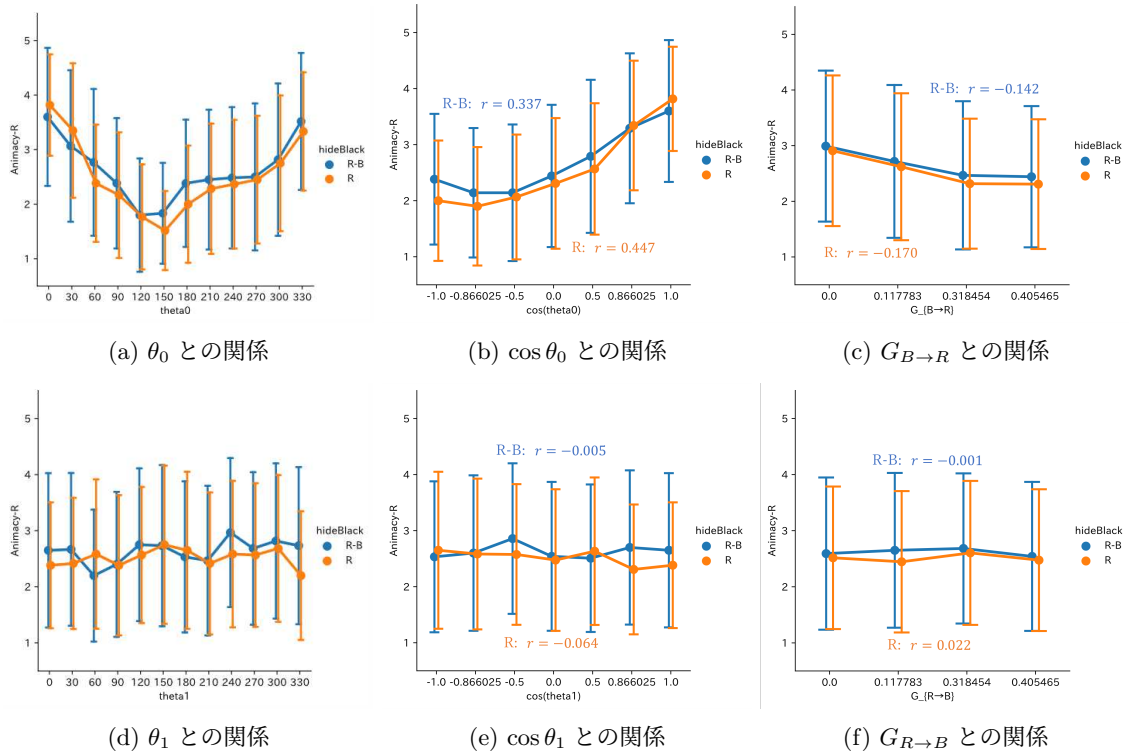 5
4
3
2
1
Animacy-R
R-B
R
hideBlack
0 30 60 90 120 150 180 210 240 270 300 330
theta0
(a) θ₀ との関係
5
4
3
2
1
Animacy-R
R-B: r = 0.337
R: r = 0.447
hideBlack
R-B
R
-1.0 -0.866025 -0.5 0.0 0.5 0.866025 1.0
cos(theta0)
(b) cos θ₀ との関係
5
4
3
2
1
Animacy-R
R-B: r = −0.142
R: r = −0.170
hideBlack
R-B
R
0.0 0.117783 0.318454 0.405465
G_{B→R}
(c) G_{B→R} との関係
5
4
3
2
1
Animacy-R
hideBlack
R-B
R
0 30 60 90 120 150 180 210 240 270 300 330
theta1
(d) θ₁ との関係
5
4
3
2
1
Animacy-R
R-B: r = −0.005
R: r = −0.064
hideBlack
R-B
R
-1.0 -0.866025 -0.5 0.0 0.5 0.866025 1.0
cos(theta1)
(e) cos θ₁ との関係
5
4
3
2
1
Animacy-R
R-B: r = −0.001
R: r = 0.022
hideBlack
R-B
R
0.0 0.117783 0.318454 0.405465
G_{R→B}
(f) G_{R→B} との関係